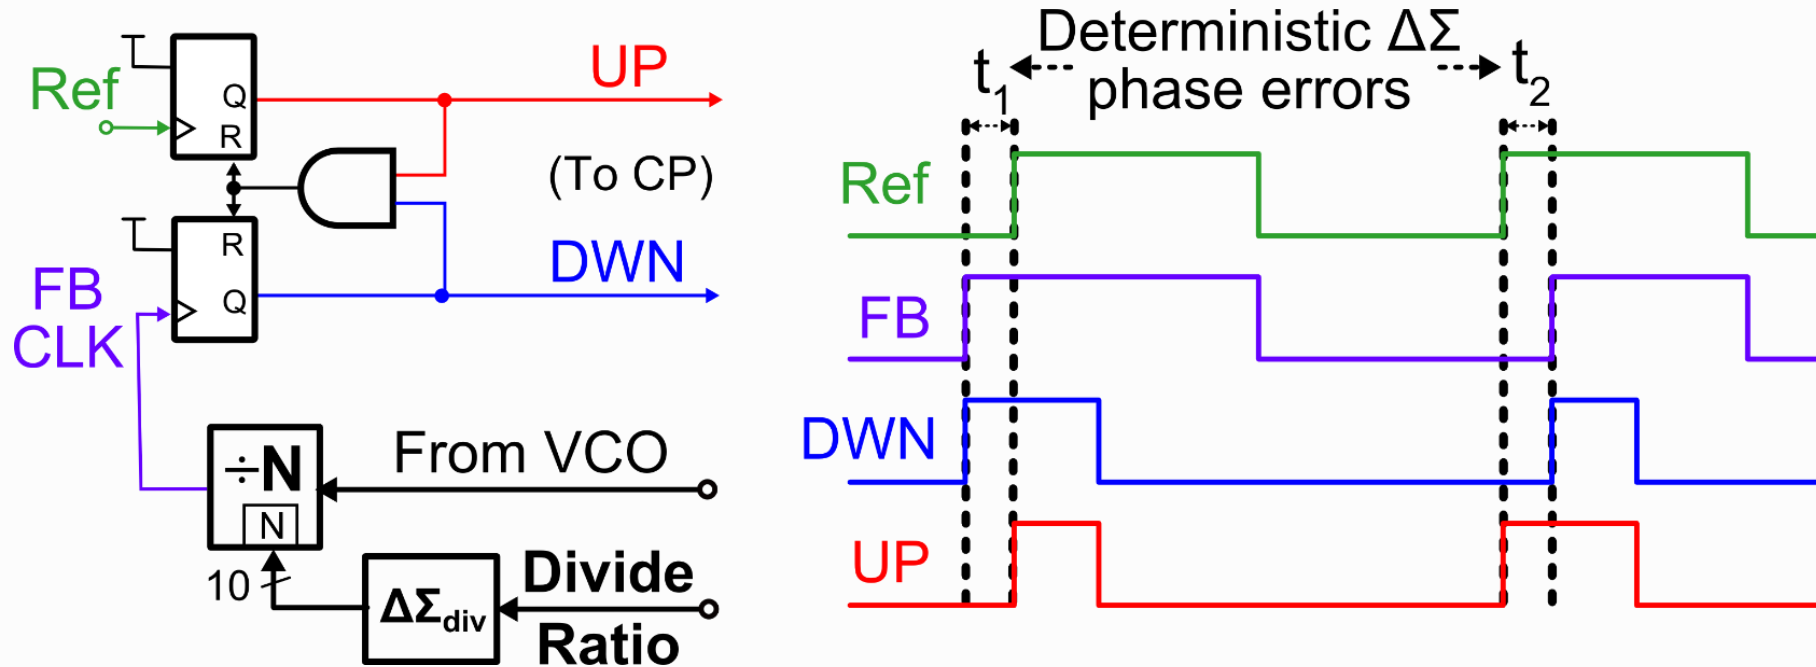 Ref
Q
R
UP
(To CP)
R
Q
DWN
FB
CLK
÷N
N
From VCO
10
ΔΣdiv
Divide
Ratio
t1
Deterministic ΔΣ
phase errors
t2
Ref
FB
DWN
UP